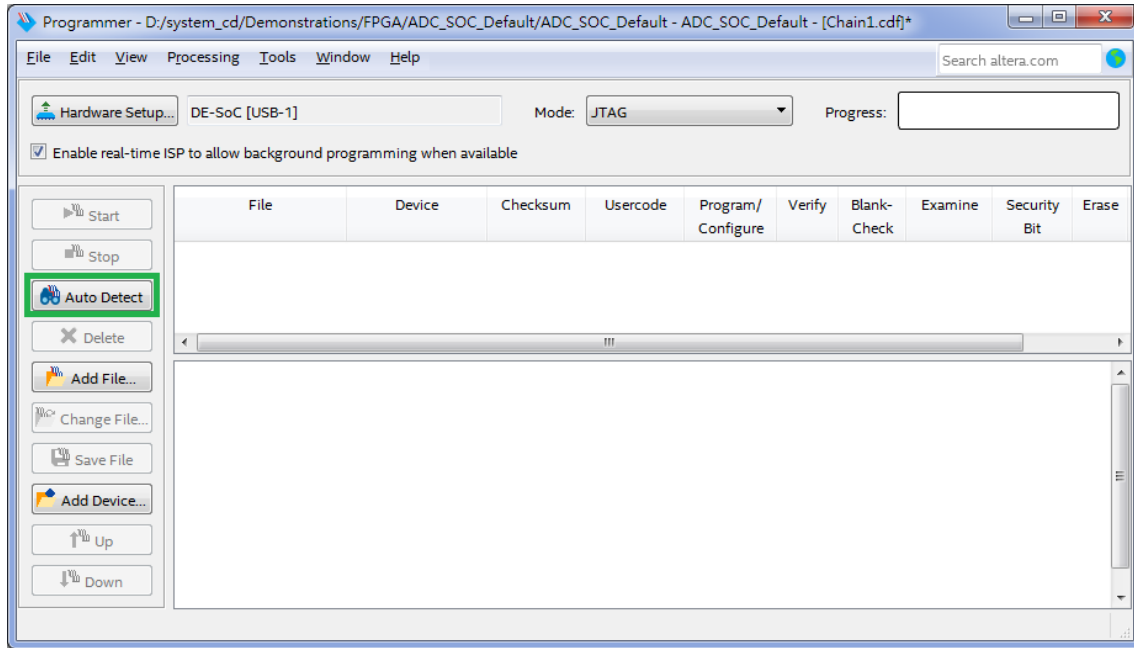 Programmer - D:/system_cd/Demonstrations/FPGA/ADC_SOC_Default/ADC_SOC_Default - ADC_SOC_Default - [Chain1.cdf]*
File Edit View Processing Tools Window Help Search altera.com
Hardware Setup... DE-SoC [USB-1] Mode: JTAG Progress:
Enable real-time ISP to allow background programming when available
File Device Checksum Usercode Program/ Verify Blank- Examine Security Erase
Configure Check Bit
Start
Stop
Auto Detect
Delete
Add File...
Change File...
Save File
Add Device...
Up
Down